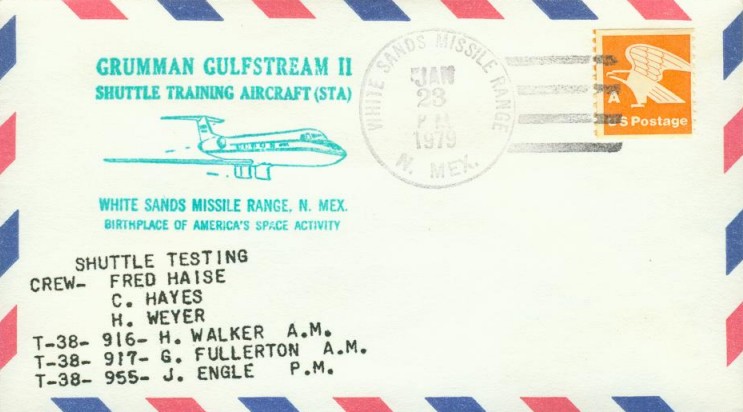 GRUMMAN GULFSTREAM II
SHUTTLE TRAINING AIRCRAFT (STA)
WHITE SANDS MISSILE RANGE, N. MEX.
BIRTHPLACE OF AMERICA'S SPACE ACTIVITY
WHITE SANDS MISSILE RANGE
JAN
23
1979
N. MEX.
A
US Postage
SHUTTLE TESTING
CREW- FRED HAISE
C. HAYES
H. WEYER
T-38- 916- H. WALKER A.M.
T-38- 917- G. FULLERTON A.M.
T-38- 955- J. ENGLE P.M.